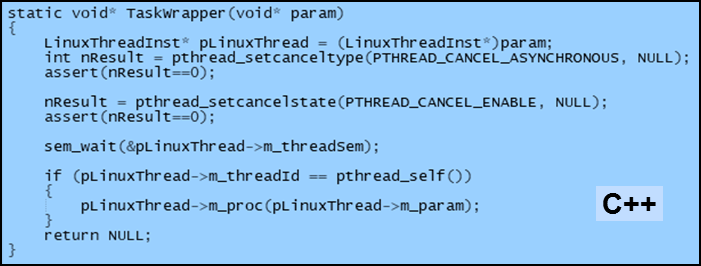 static void* TaskWrapper(void* param)
{
    LinuxThreadInst* pLinuxThread = (LinuxThreadInst*)param;
    int nResult = pthread_setcanceltype(PTHREAD_CANCEL_ASYNCHRONOUS, NULL);
    assert(nResult==0);

    nResult = pthread_setcancelstate(PTHREAD_CANCEL_ENABLE, NULL);
    assert(nResult==0);

    sem_wait(&pLinuxThread->m_threadSem);

    if (pLinuxThread->m_threadId == pthread_self())
    {
        pLinuxThread->m_proc(pLinuxThread->m_param);
    }
    return NULL;
}
C++